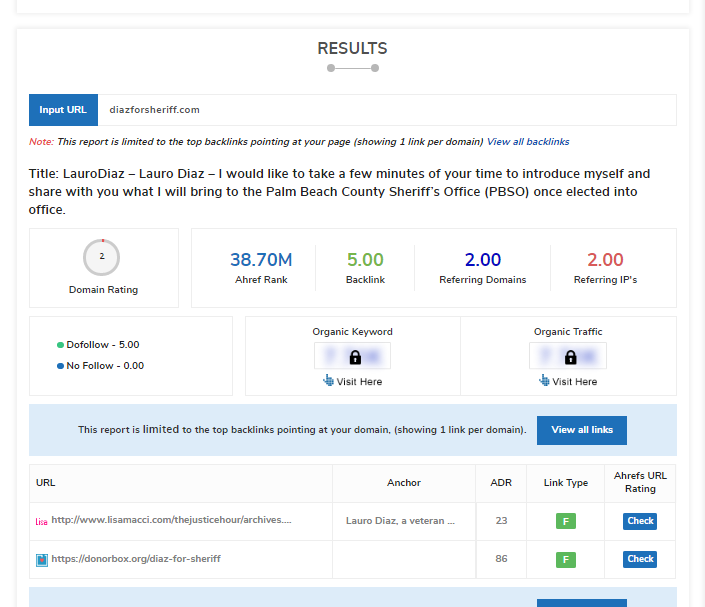 RESULTS
Input URL diazforsheriff.com
Note: This report is limited to the top backlinks pointing at your page (showing 1 link per domain) View all backlinks
Title: LauroDiaz – Lauro Diaz – I would like to take a few minutes of your time to introduce myself and
share with you what I will bring to the Palm Beach County Sheriff's Office (PBSO) once elected into
office.
2
Domain Rating
38.70M 5.00 2.00 2.00
Ahref Rank Backlink Referring Domains Referring IP's
Dofollow - 5.00
No Follow - 0.00
Organic Keyword Organic Traffic
Visit Here Visit Here
This report is limited to the top backlinks pointing at your domain, (showing 1 link per domain). View all links
URL Anchor ADR Link Type Ahrefs URL
Rating
lisa http://www.lisamacci.com/thejusticehour/archives.... Lauro Diaz, a veteran ... 23 F Check
https://donorbox.org/diaz-for-sheriff 86 F Check